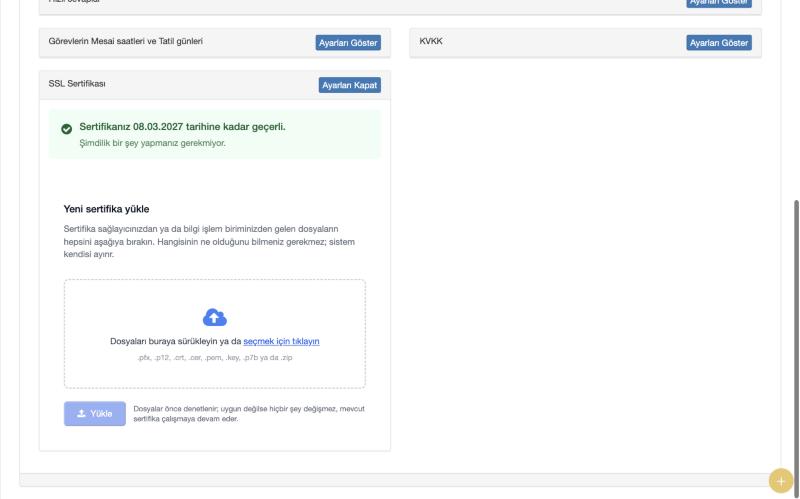 Hızlı cevaplar
Ayarları Göster
Görevlerin Mesai saatleri ve Tatil günleri
Ayarları Göster
KVKK
Ayarları Göster
SSL Sertifikası
Ayarları Kapat
Sertifikanız 08.03.2027 tarihine kadar geçerli.
Şimdilik bir şey yapmanız gerekmiyor.
Yeni sertifika yükle
Sertifika sağlayıcınızdan ya da bilgi işlem biriminizden gelen dosyaların
hepsini aşağıya bırakın. Hangisinin ne olduğunu bilmeniz gerekmez; sistem
kendisi ayırır.
Dosyaları buraya sürükleyin ya da seçmek için tıklayın
.pfx, .p12, .crt, .cer, .pem, .key, .p7b ya da .zip
Yükle
Dosyalar önce denetlenir; uygun değilse hiçbir şey değişmez, mevcut
sertifika çalışmaya devam eder.
+